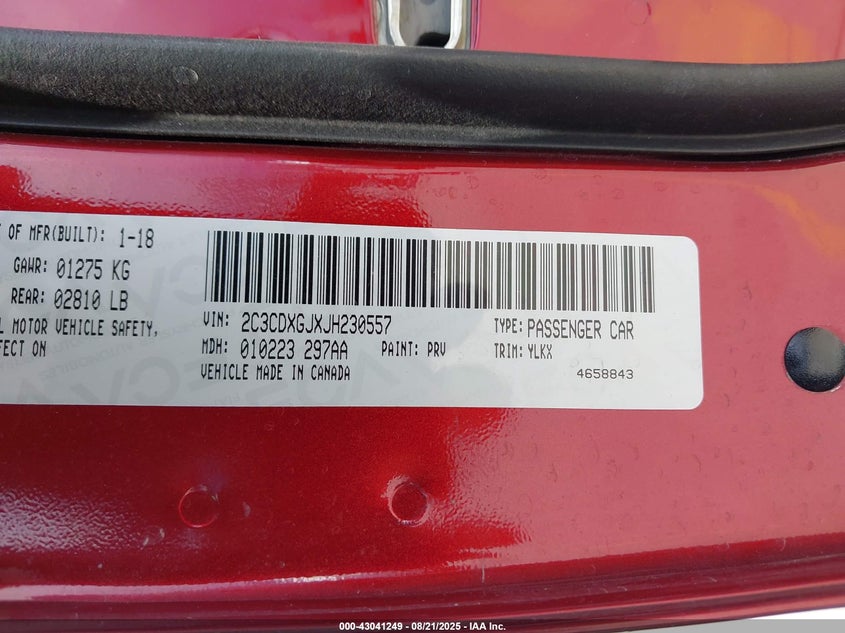 OF MFR(BUILT): 1-18
GAWR: 01275 KG
REAR: 02810 LB
MOTOR VEHICLE SAFETY,
ON
VIN: 2C3CDXGJXJH230557 TYPE: PASSENGER CAR
MDH: 010223 297AA PAINT: PRV TRIM: YLKX
VEHICLE MADE IN CANADA 4658843
000-43041249 - 08/21/2025 - IAA Inc.